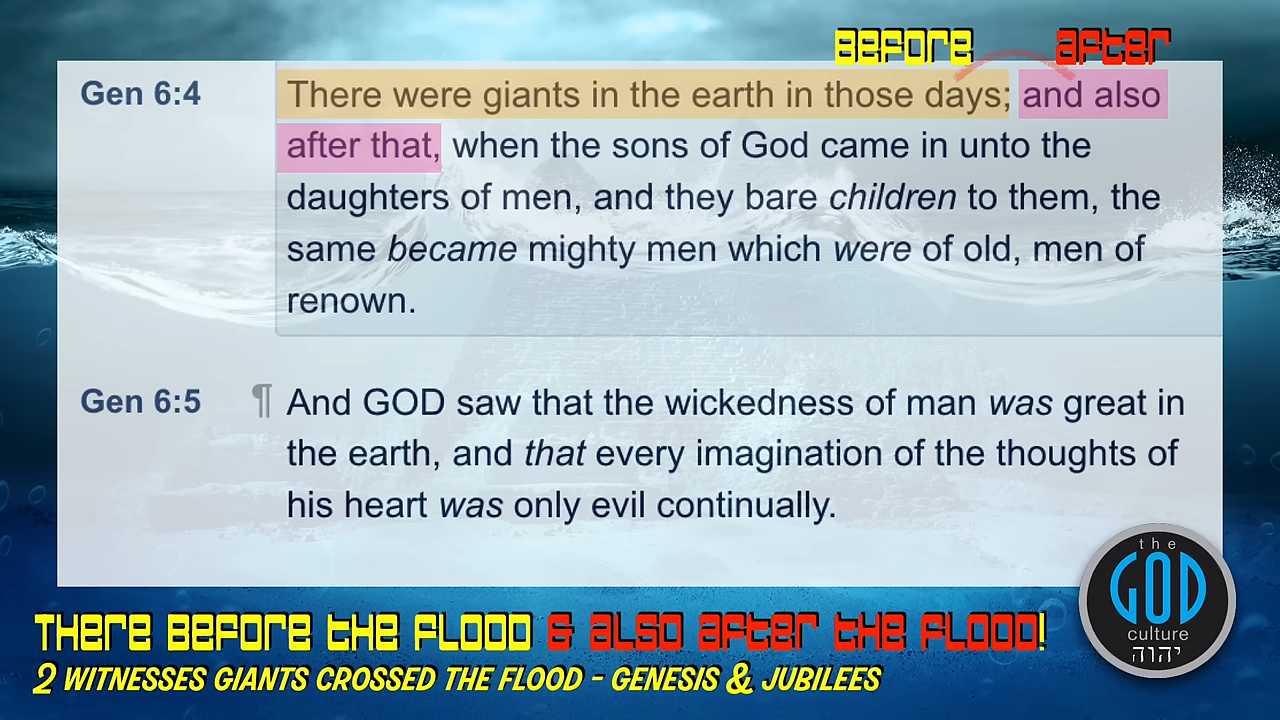 Before after
Gen 6:4 There were giants in the earth in those days; and also
after that, when the sons of God came in unto the
daughters of men, and they bare children to them, the
same became mighty men which were of old, men of
renown.
Gen 6:5 ¶ And GOD saw that the wickedness of man was great in
the earth, and that every imagination of the thoughts of
his heart was only evil continually.
There Before the Flood & also after the Flood!
2 WITNESSES GIANTS CROSSED THE FLOOD - GENESIS & JUBILEES
the
GOD
culture
יהוה